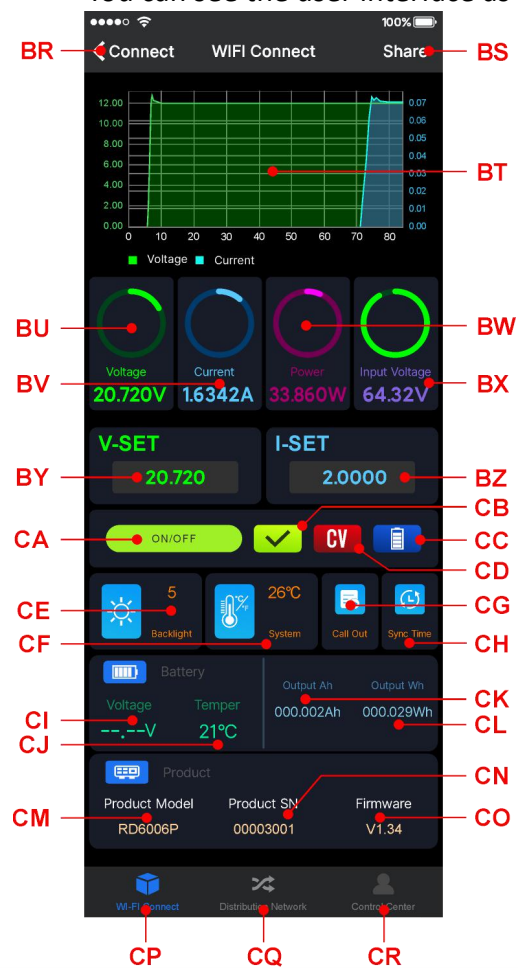 You can see the user interface as
100%
BR Connect WIFI Connect Share BS
12.00 0.07
10.00 0.06
8.00 0.05
6.00 0.04 BT
0.03
4.00 0.02
2.00 0.01
0.00 0.00
0 10 20 30 40 50 60 70 80
Voltage Current
BU BW
Voltage Current Power Input Voltage
BV 20.720V 1.6342A 33.860W 64.32V BX
V-SET I-SET
BY 20.720 2.0000 BZ
CB
CA ON/OFF CV CC
CD
CE 5 26°C CG
°C/°F
CF Backlight System Call Out Sync Time CH
Battery
Output Ah Output Wh CK
CI Voltage Temper 000.002Ah 000.029Wh
CL
--.--V 21°C
CJ
Product CN
CM Product Model Product SN Firmware CO
RD6006P 00003001 V1.34
WI-FI Connect Distribution Network Control Center
CP CQ CR